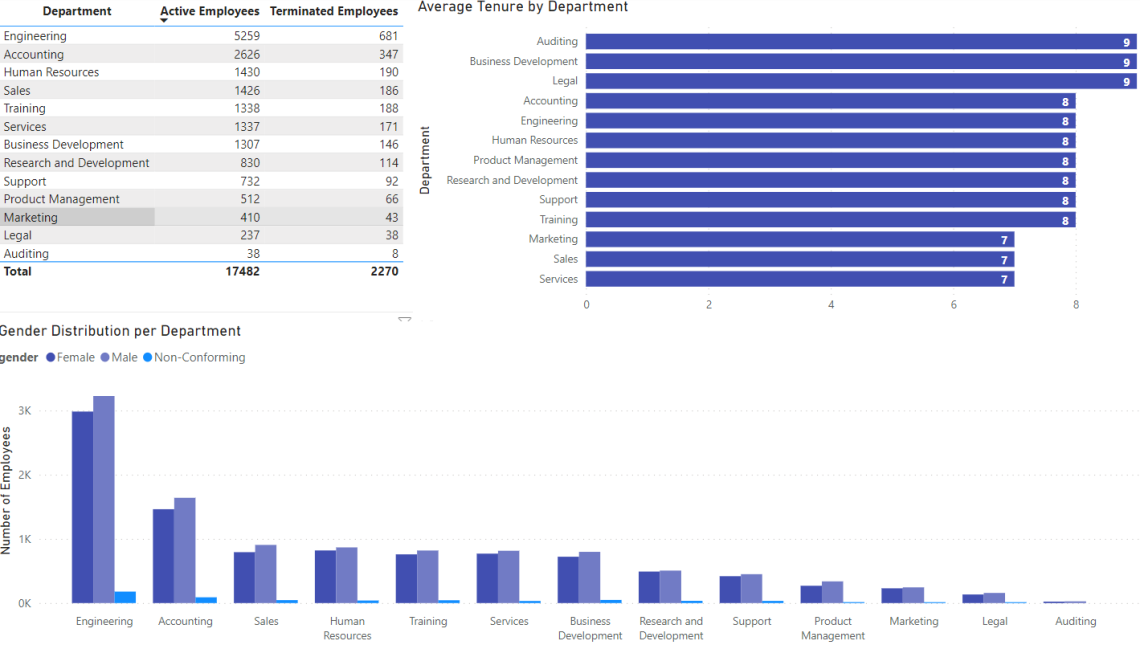 Department Active Employees Terminated Employees
Engineering 5259 681
Accounting 2626 347
Human Resources 1430 190
Sales 1426 186
Training 1338 188
Services 1337 171
Business Development 1307 146
Research and Development 830 114
Support 732 92
Product Management 512 66
Marketing 410 43
Legal 237 38
Auditing 38 8
Total 17482 2270
Average Tenure by Department
Department
Auditing 9
Business Development 9
Legal 9
Accounting 8
Engineering 8
Human Resources 8
Product Management 8
Research and Development 8
Support 8
Training 8
Marketing 7
Sales 7
Services 7
0 2 4 6 8
Gender Distribution per Department
gender Female Male Non-Conforming
Number of Employees
3K
2K
1K
0K
Engineering Accounting Sales Human Training Services Business Research and Support Product Marketing Legal Auditing
Resources Development Development Management